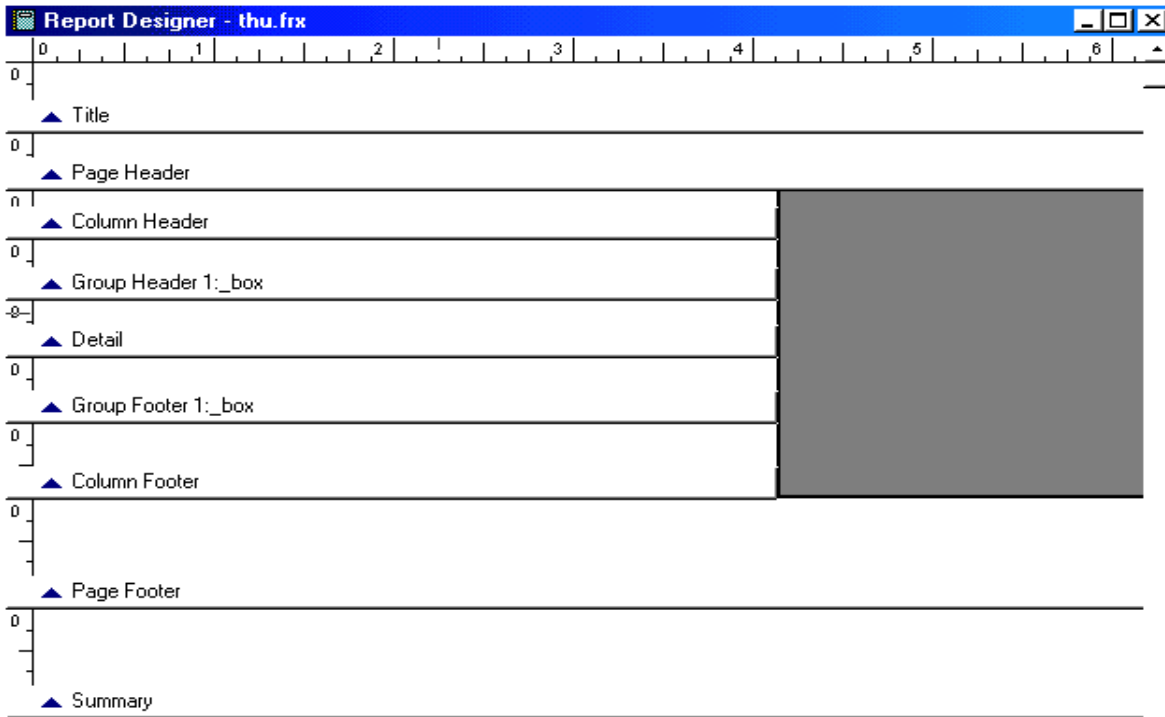 Report Designer - thu.frx
0 1 2 3 4 5 6
0
Title
0
Page Header
0
Column Header
0
Group Header 1:_box
0
Detail
0
Group Footer 1:_box
0
Column Footer
0
Page Footer
0
Summary